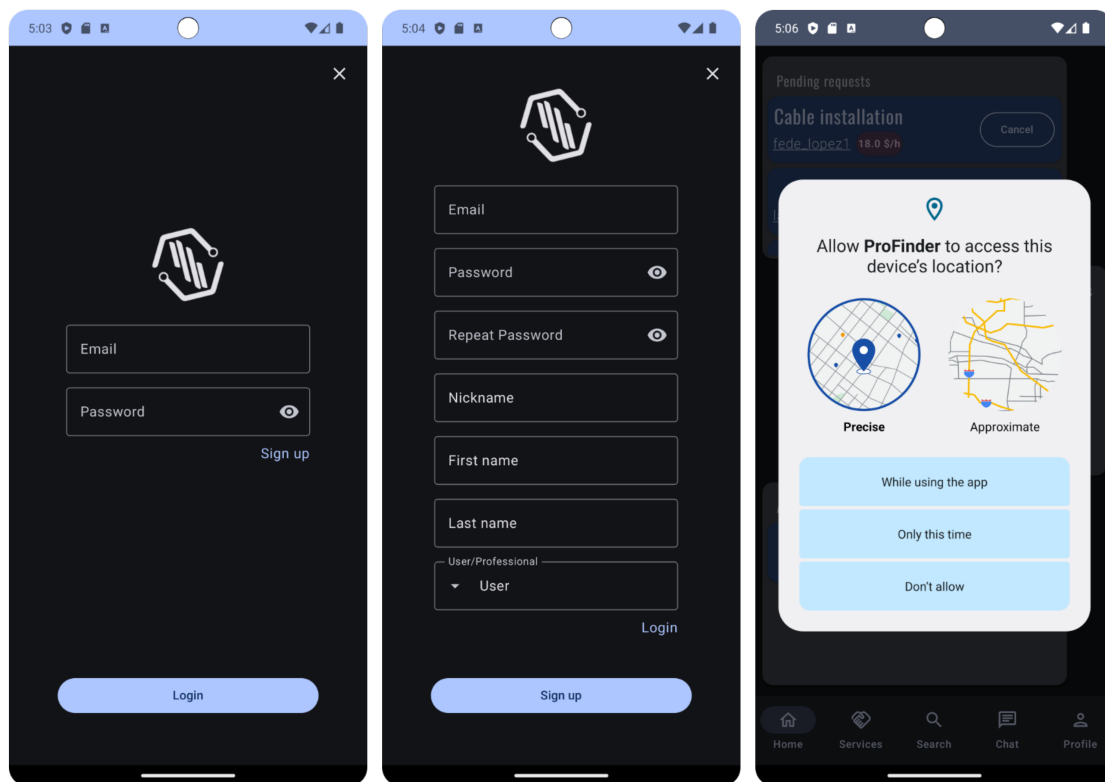 5:03
Email
Password
Sign up
Login
5:04
Email
Password
Repeat Password
Nickname
First name
Last name
User/Professional
User
Login
Sign up
5:06
Pending requests
Cable installation
Cancel
fede_lopez1 18.0 $/h
Allow ProFinder to access this
device's location?
Precise Approximate
While using the app
Only this time
Don't allow
Home Services Search Chat Profile